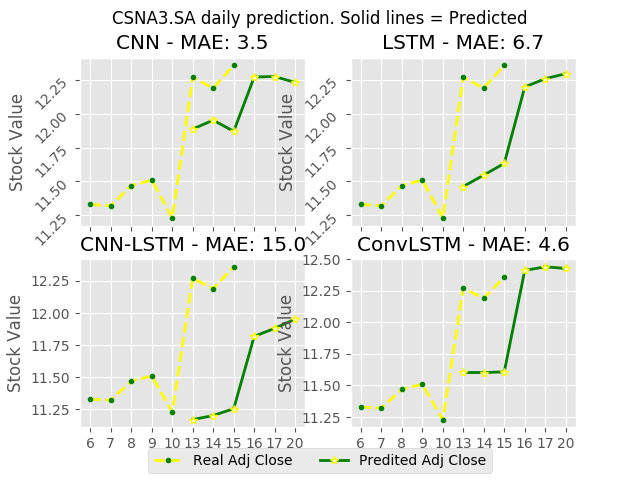 CSNA3.SA daily prediction. Solid lines = Predicted
CNN - MAE: 3.5
LSTM - MAE: 6.7
Stock Value
12.25
12.00
11.75
11.50
11.25
Stock Value
12.25
12.00
11.75
11.50
11.25
CNN-LSTM - MAE: 15.0
ConvLSTM - MAE: 4.6
Stock Value
12.25
12.00
11.75
11.50
11.25
6 7 8 9 10 13 14 15 16 17 20
Stock Value
12.50
12.25
12.00
11.75
11.50
11.25
6 7 8 9 10 13 14 15 16 17 20
Real Adj Close
Predited Adj Close